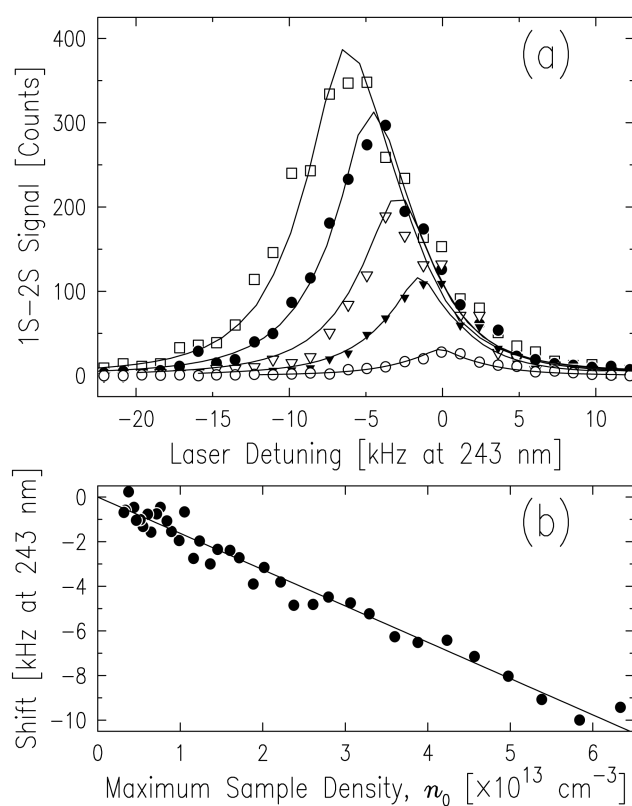 (a)
1S-2S Signal [Counts]
400
300
200
100
0
-20 -15 -10 -5 0 5 10
Laser Detuning [kHz at 243 nm]
(b)
Shift [kHz at 243 nm]
0
-2
-4
-6
-8
-10
0 1 2 3 4 5 6
Maximum Sample Density, n₀ [×10¹³ cm⁻³]